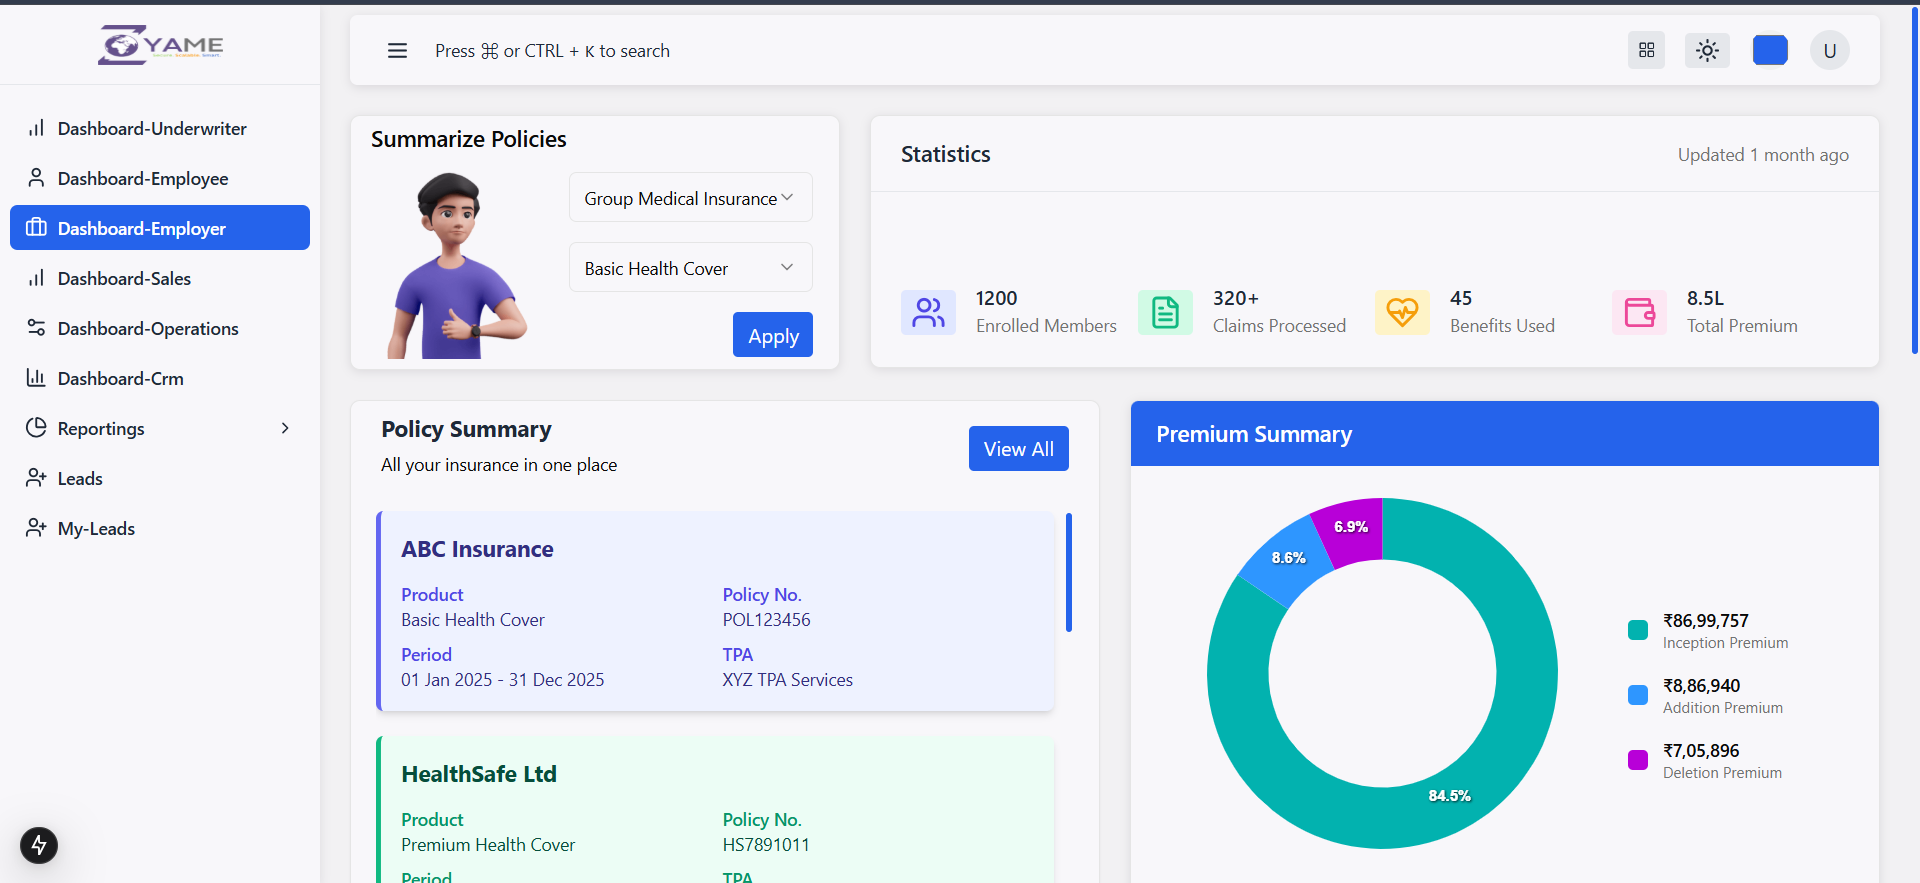 ZYAME
Press ⌘ or CTRL + K to search
U
Dashboard-Underwriter
Dashboard-Employee
Dashboard-Employer
Dashboard-Sales
Dashboard-Operations
Dashboard-Crm
Reportings
Leads
My-Leads
Summarize Policies
Group Medical Insurance
Basic Health Cover
Apply
Statistics
Updated 1 month ago
1200
Enrolled Members
320+
Claims Processed
45
Benefits Used
8.5L
Total Premium
Policy Summary
All your insurance in one place
View All
ABC Insurance
Product
Basic Health Cover
Policy No.
POL123456
Period
01 Jan 2025 - 31 Dec 2025
TPA
XYZ TPA Services
HealthSafe Ltd
Product
Premium Health Cover
Policy No.
HS7891011
Period
TPA
Premium Summary
6.9%
8.6%
84.5%
₹86,99,757
Inception Premium
₹8,86,940
Addition Premium
₹7,05,896
Deletion Premium